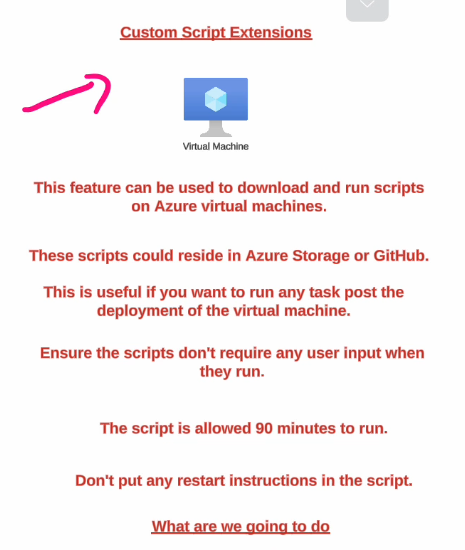 Custom Script Extensions
Virtual Machine
This feature can be used to download and run scripts
on Azure virtual machines.
These scripts could reside in Azure Storage or GitHub.
This is useful if you want to run any task post the
deployment of the virtual machine.
Ensure the scripts don't require any user input when
they run.
The script is allowed 90 minutes to run.
Don't put any restart instructions in the script.
What are we going to do